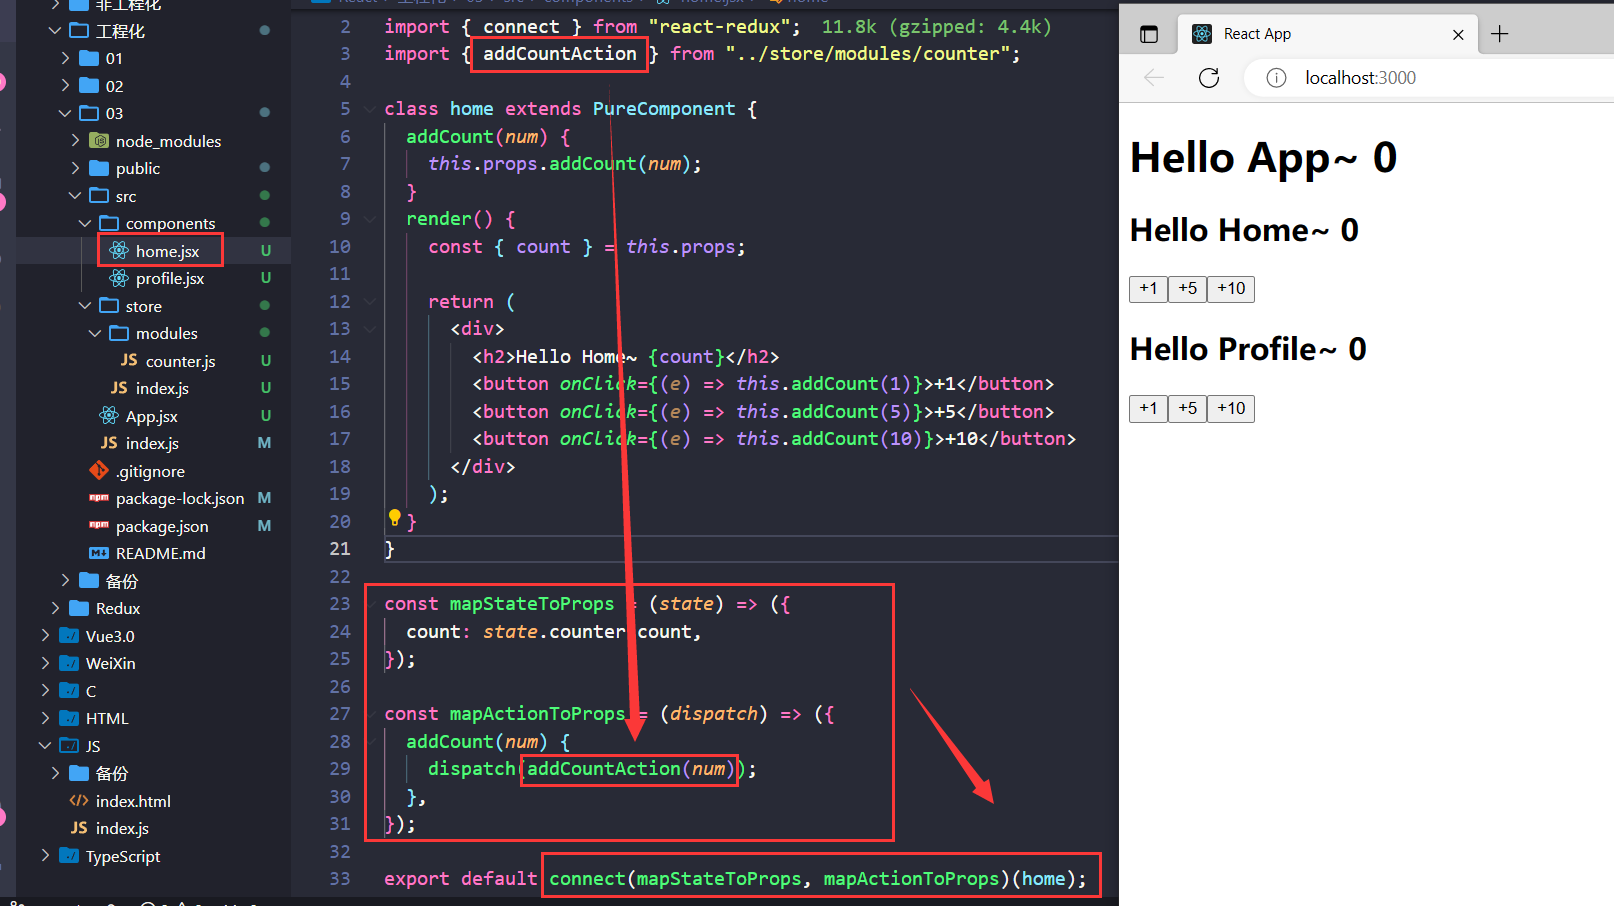 非工程化
工程化
01
02
03
node_modules
public
src
components
home.jsx U
profile.jsx U
store
modules
JS counter.js U
JS index.js U
App.jsx U
JS index.js M
.gitignore
npm package-lock.json M
npm package.json M
M↓ README.md
备份
Redux
Vue3.0
WeiXin
C
HTML
JS
备份
index.html
JS index.js
TypeScript
2 import { connect } from "react-redux"; 11.8k (gzipped: 4.4k)
3 import { addCountAction } from "../store/modules/counter";
4
5 class home extends PureComponent {
6 addCount(num) {
7 this.props.addCount(num);
8 }
9 render() {
10 const { count } = this.props;
11
12 return (
13 <div>
14 <h2>Hello Home~ {count}</h2>
15 <button onClick={(e) => this.addCount(1)}>+1</button>
16 <button onClick={(e) => this.addCount(5)}>+5</button>
17 <button onClick={(e) => this.addCount(10)}>+10</button>
18 </div>
19 );
20 }
21 }
22
23 const mapStateToProps = (state) => ({
24 count: state.counter.count,
25 });
26
27 const mapActionToProps = (dispatch) => ({
28 addCount(num) {
29 dispatch(addCountAction(num));
30 },
31 });
32
33 export default connect(mapStateToProps, mapActionToProps)(home);
React App
localhost:3000
Hello App~ 0
Hello Home~ 0
+1 +5 +10
Hello Profile~ 0
+1 +5 +10